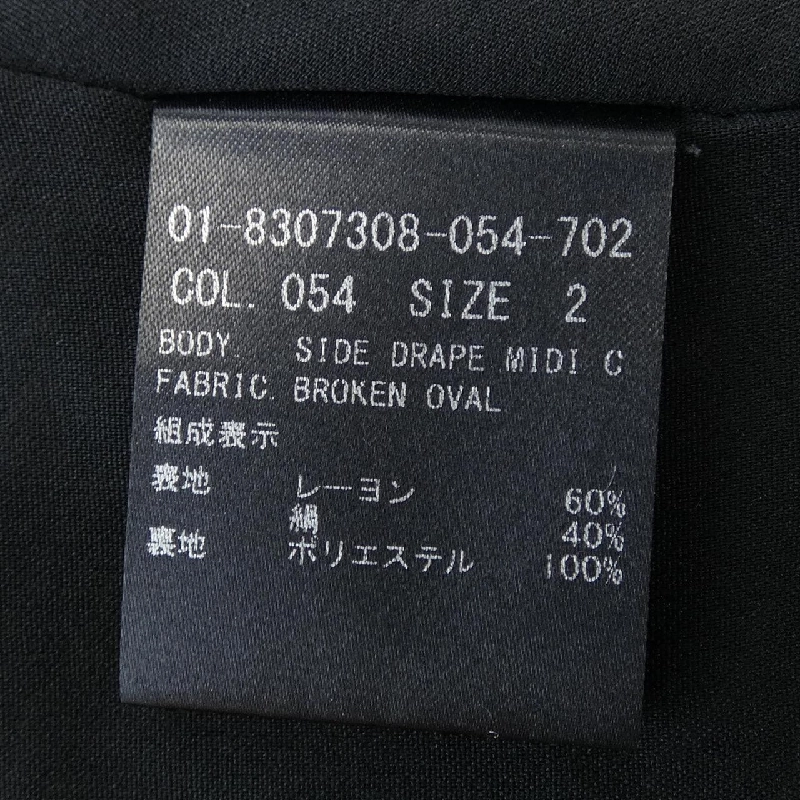 01-8307308-054-702
COL. 054 SIZE 2
BODY. SIDE DRAPE MIDI C
FABRIC. BROKEN OVAL
組成表示
表地 レーヨン 60%
絹 40%
裏地 ポリエステル 100%